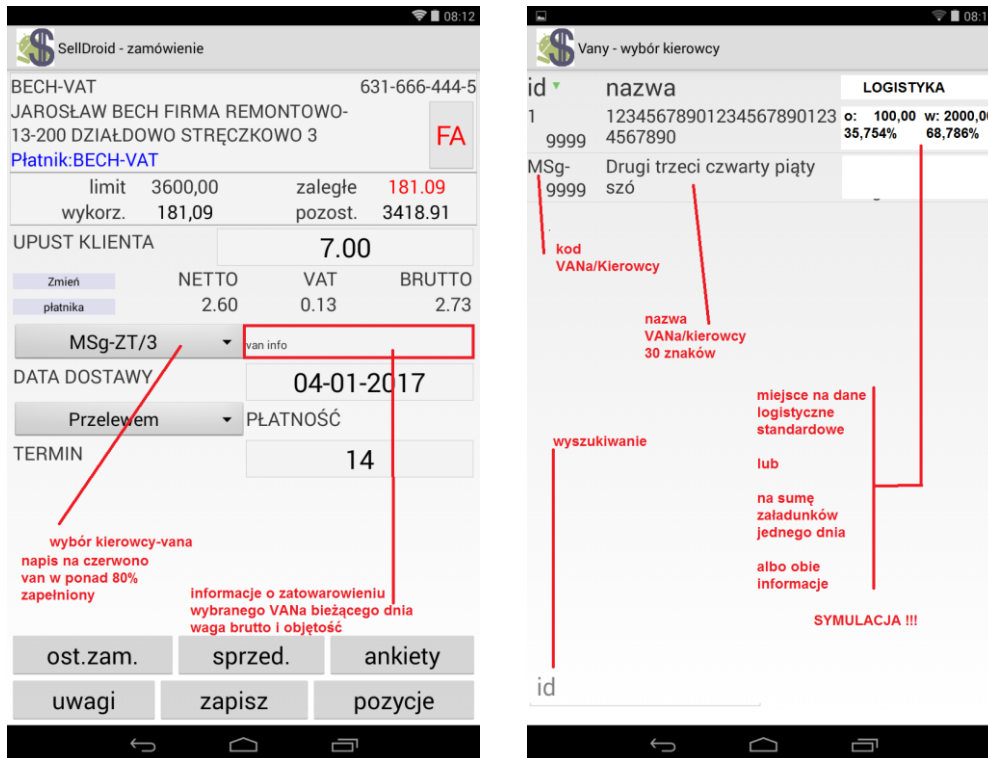 08:12
SellDroid - zamówienie
BECH-VAT 631-666-444-5
JAROSŁAW BECH FIRMA REMONTOWO-
13-200 DZIAŁDOWO STRĘCZKOWO 3
FA
Płatnik:BECH-VAT
limit 3600,00 zaległe 181.09
wykorz. 181,09 pozost. 3418.91
UPUST KLIENTA 7.00
Zmień NETTO VAT BRUTTO
płatnika 2.60 0.13 2.73
MSg-ZT/3 van info
DATA DOSTAWY 04-01-2017
Przelewem PŁATNOŚĆ
TERMIN 14
wybór kierowcy-vana
napis na czerwono
van w ponad 80%
zapełniony
informacje o zatowarowieniu
wybranego VANa bieżącego dnia
waga brutto i objętość
ost.zam. sprzed. ankiety
uwagi zapisz pozycje
08:1
Vany - wybór kierowcy
id nazwa LOGISTYKA
1 12345678901234567890123 o: 100,00 w: 2000,00
9999 4567890 35,754% 68,786%
MSg- Drugi trzeci czwarty piąty
9999 szó
kod
VANa/Kierowcy
nazwa
VANa/kierowcy
30 znaków
miejsce na dane
logistyczne
standardowe
lub
na sumę
załadunków
jednego dnia
albo obie
informacje
wyszukiwanie
SYMULACJA !!!
id